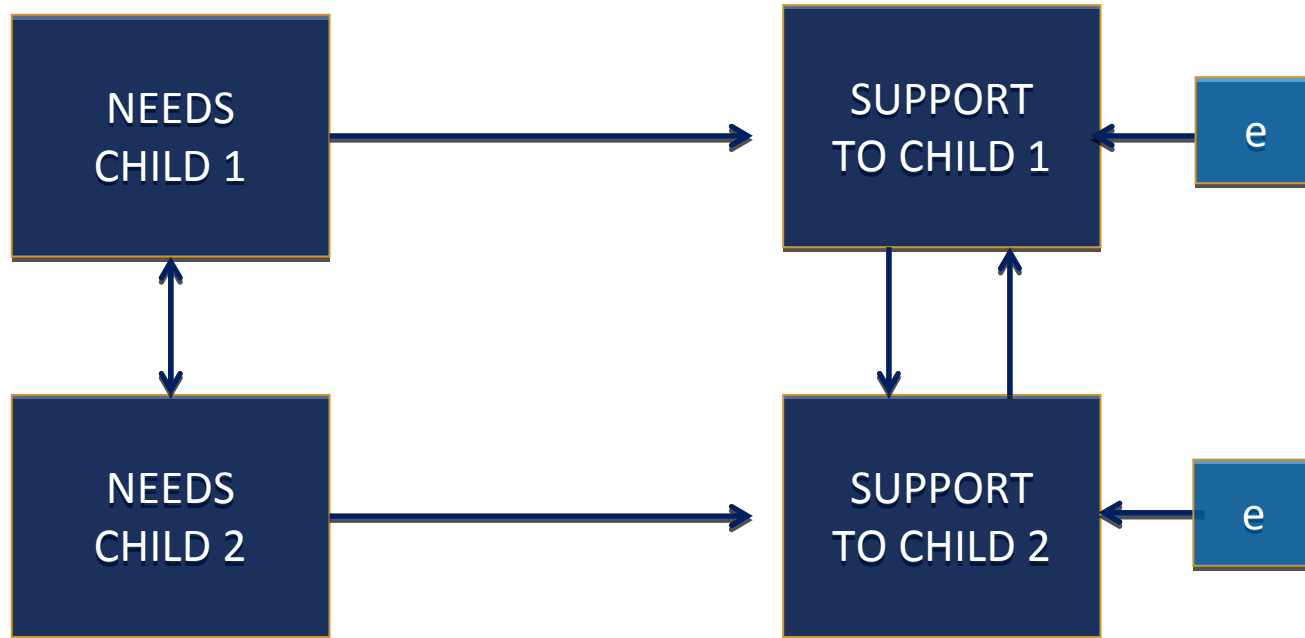 NEEDS
CHILD 1
SUPPORT
TO CHILD 1
e
NEEDS
CHILD 2
SUPPORT
TO CHILD 2
e